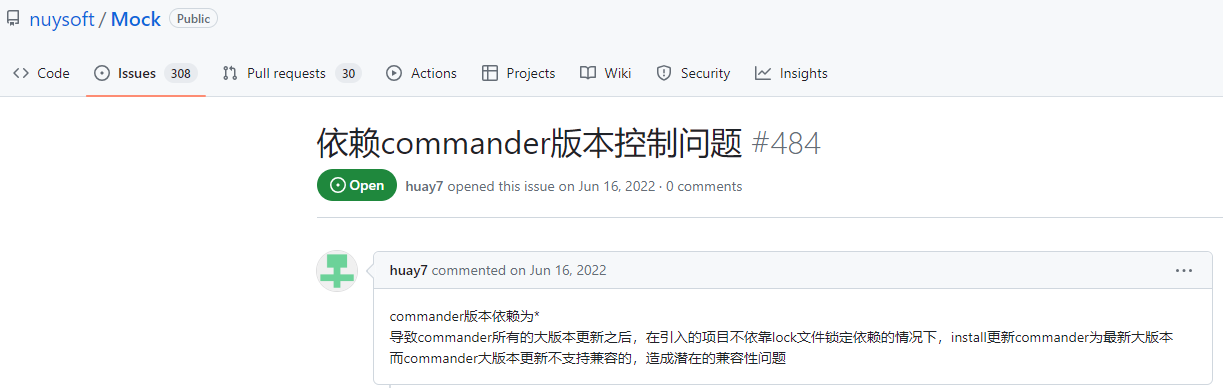 nuysoft / Mock Public
Code Issues 308 Pull requests 30 Actions Projects Wiki Security Insights
依赖commander版本控制问题 #484
Open huay7 opened this issue on Jun 16, 2022 · 0 comments
huay7 commented on Jun 16, 2022 ...
commander版本依赖为*
导致commander所有的大版本更新之后，在引入的项目不依靠lock文件锁定依赖的情况下，install更新commander为最新大版本
而commander大版本更新不支持兼容的，造成潜在的兼容性问题